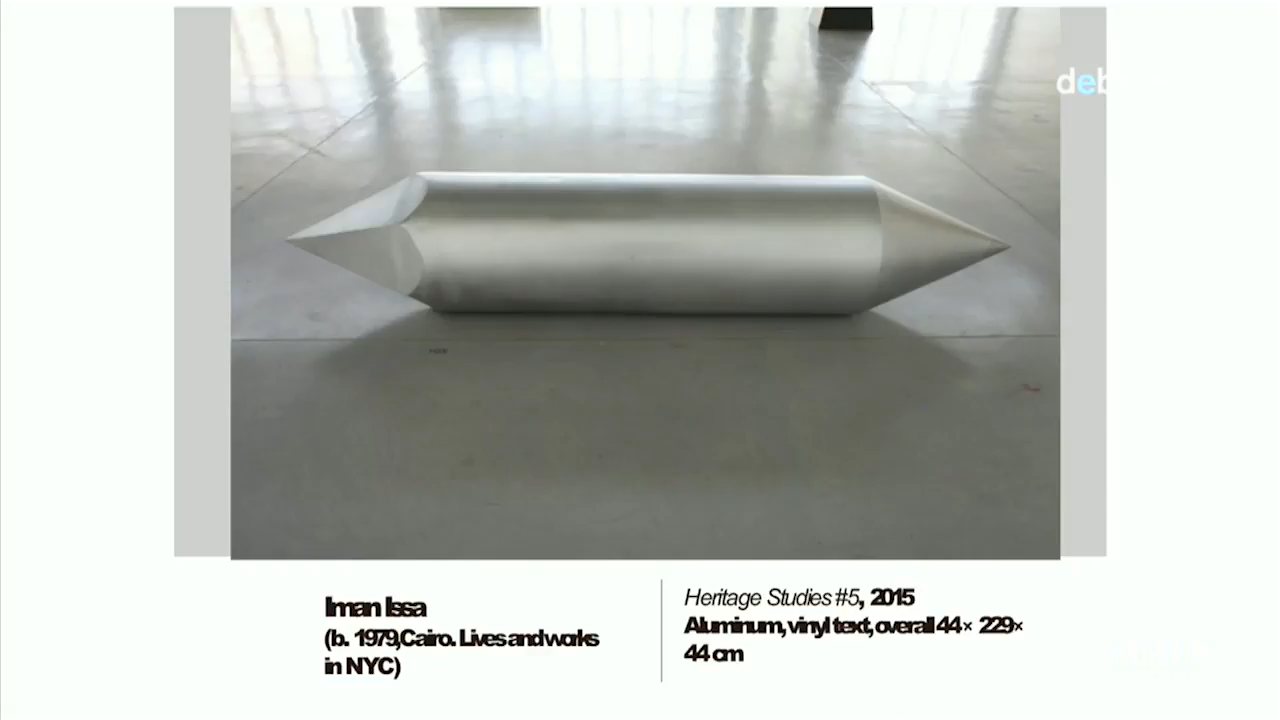 deb
Iman Issa
(b. 1979,Cairo. Lives and works
in NYC)
Heritage Studies #5, 2015
Aluminum, vinyl text, overall 44 × 229 ×
44 cm